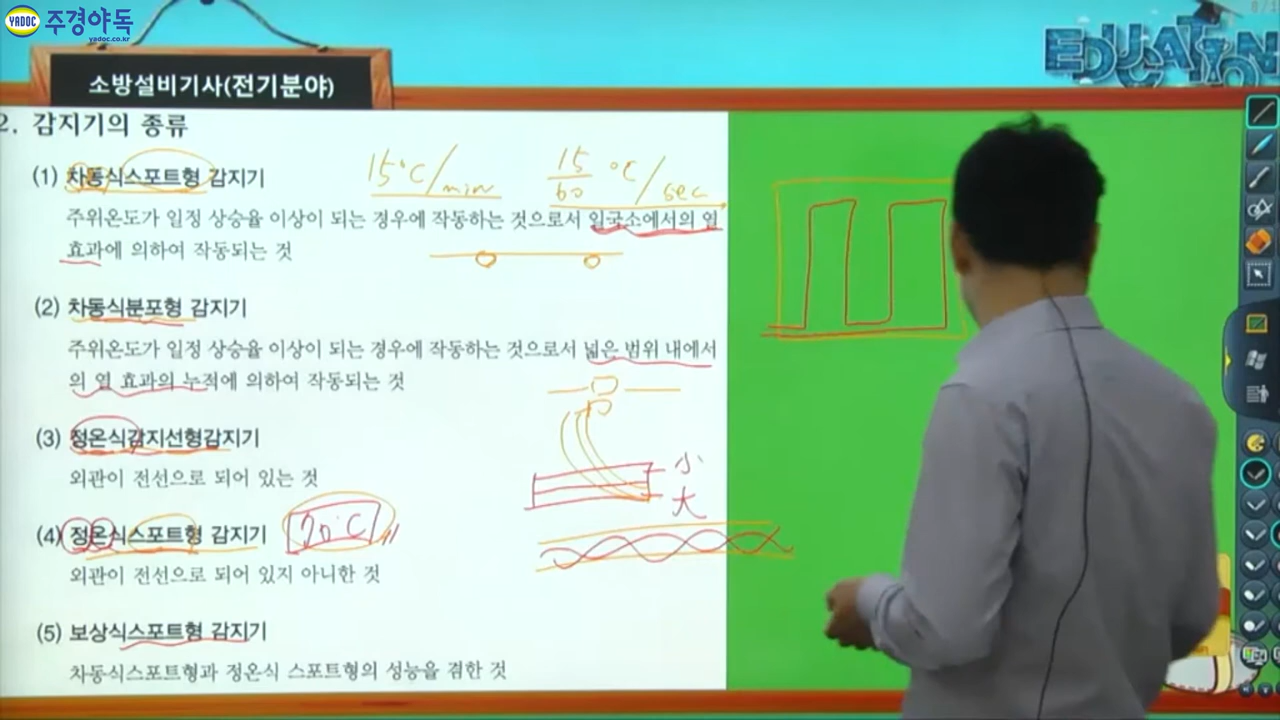 YADOC 주경야독
yadoc.co.kr
EDUCATION
소방설비기사(전기분야)
2. 감지기의 종류
(1) 차동식스포트형 감지기
15℃/min
15/60 ℃/sec
주위온도가 일정 상승율 이상이 되는 경우에 작동하는 것으로서 일국소에서의 열
효과에 의하여 작동되는 것
(2) 차동식분포형 감지기
주위온도가 일정 상승율 이상이 되는 경우에 작동하는 것으로서 넓은 범위 내에서
의 열 효과의 누적에 의하여 작동되는 것
(3) 정온식감지선형감지기
외관이 전선으로 되어 있는 것
小
大
(4) 정온식스포트형 감지기 70℃
외관이 전선으로 되어 있지 아니한 것
(5) 보상식스포트형 감지기
차동식스포트형과 정온식 스포트형의 성능을 겸한 것